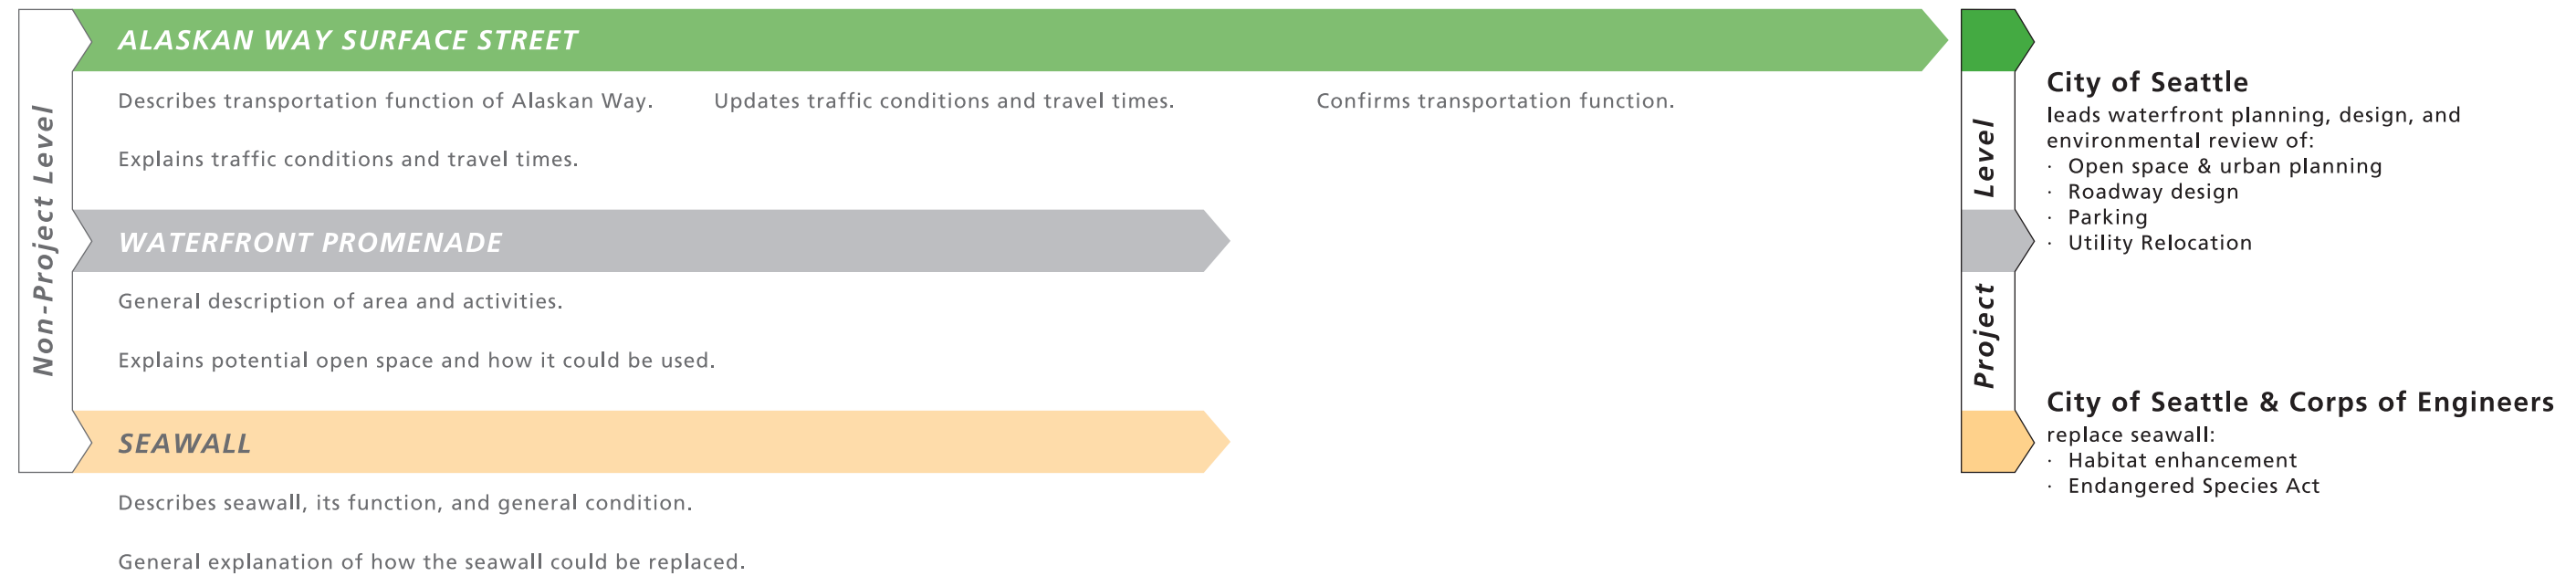 Non-Project Level
ALASKAN WAY SURFACE STREET
Describes transportation function of Alaskan Way.
Explains traffic conditions and travel times.
Updates traffic conditions and travel times.
Confirms transportation function.
WATERFRONT PROMENADE
General description of area and activities.
Explains potential open space and how it could be used.
SEAWALL
Describes seawall, its function, and general condition.
General explanation of how the seawall could be replaced.
Project Level
City of Seattle
leads waterfront planning, design, and
environmental review of:
· Open space & urban planning
· Roadway design
· Parking
· Utility Relocation
City of Seattle & Corps of Engineers
replace seawall:
· Habitat enhancement
· Endangered Species Act